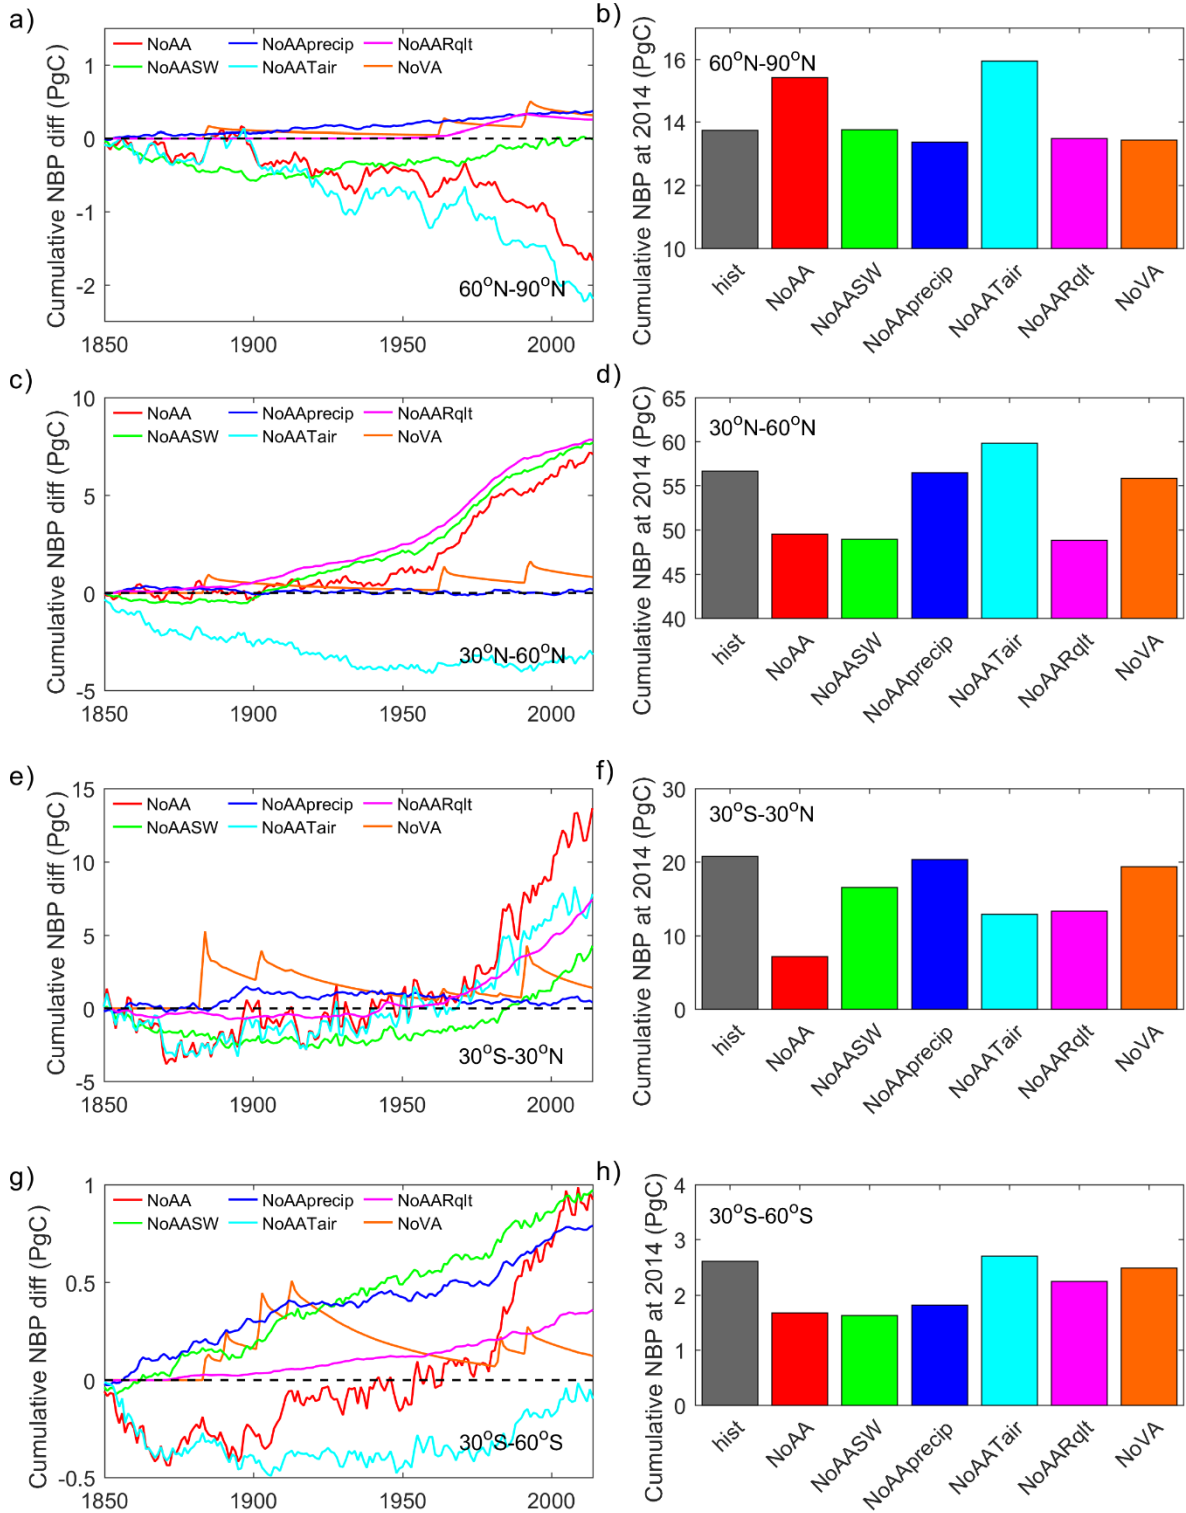 a)
Cumulative NBP diff (PgC)
1
0
-1
-2
NoAA
NoAAprecip
NoAARqlt
NoAASW
NoAATair
NoVA
60°N-90°N
1850
1900
1950
2000
b)
Cumulative NBP at 2014 (PgC)
16
14
12
10
60°N-90°N
hist
NoAA
NoAASW
NoAAprecip
NoAATair
NoAARqlt
NoVA
c)
Cumulative NBP diff (PgC)
10
5
0
-5
NoAA
NoAAprecip
NoAARqlt
NoAASW
NoAATair
NoVA
30°N-60°N
1850
1900
1950
2000
d)
Cumulative NBP at 2014 (PgC)
65
60
55
50
45
40
30°N-60°N
hist
NoAA
NoAASW
NoAAprecip
NoAATair
NoAARqlt
NoVA
e)
Cumulative NBP diff (PgC)
15
10
5
0
-5
NoAA
NoAAprecip
NoAARqlt
NoAASW
NoAATair
NoVA
30°S-30°N
1850
1900
1950
2000
f)
Cumulative NBP at 2014 (PgC)
30
20
10
0
30°S-30°N
hist
NoAA
NoAASW
NoAAprecip
NoAATair
NoAARqlt
NoVA
g)
Cumulative NBP diff (PgC)
1
0.5
0
-0.5
NoAA
NoAAprecip
NoAARqlt
NoAASW
NoAATair
NoVA
30°S-60°S
1850
1900
1950
2000
h)
Cumulative NBP at 2014 (PgC)
4
3
2
1
0
30°S-60°S
hist
NoAA
NoAASW
NoAAprecip
NoAATair
NoAARqlt
NoVA